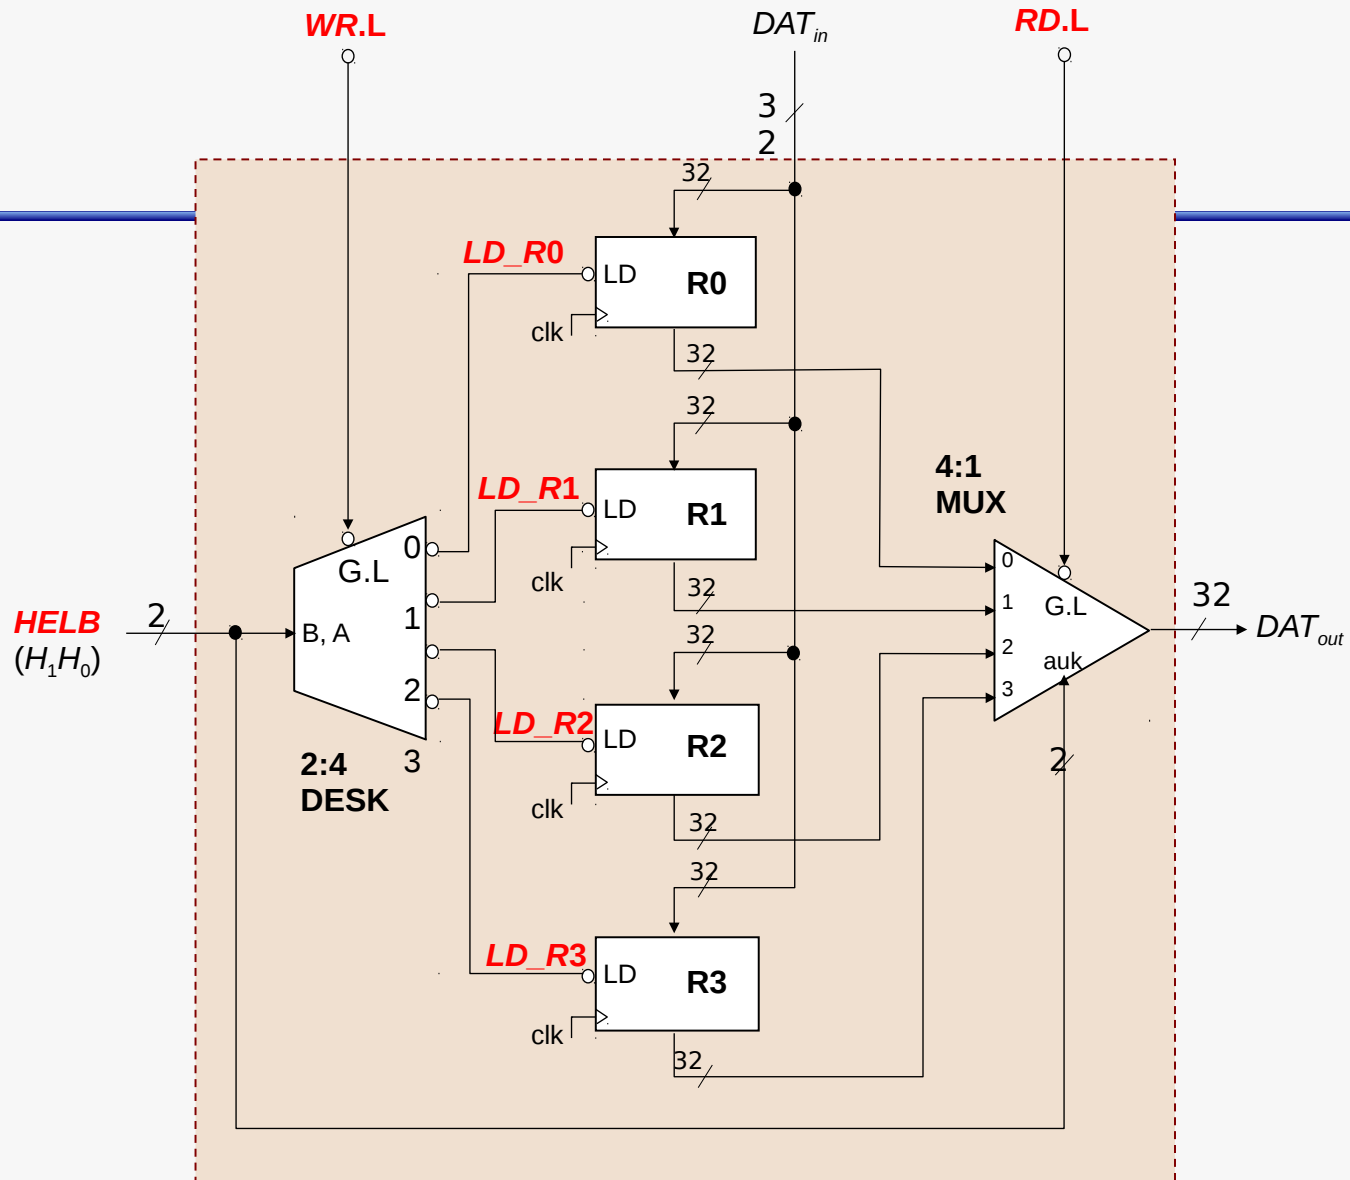 WR.L
DATin
RD.L
3
2
32
LD_R0
LD
R0
clk
32
32
LD_R1
LD
R1
clk
32
4:1
MUX
0
G.L
1
2
3
B, A
2:4
DESK
HELB
(H1H0)
2
32
LD_R2
LD
R2
clk
32
0
1
2
3
G.L
auk
2
32
DATout
32
LD_R3
LD
R3
clk
32